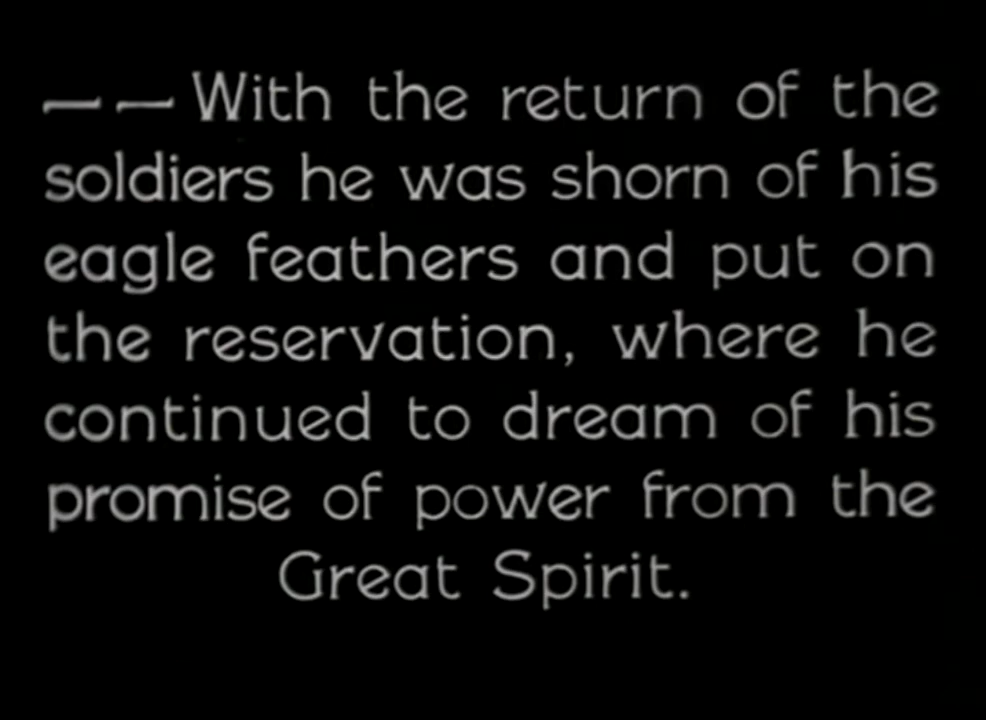 —— With the return of the
soldiers he was shorn of his
eagle feathers and put on
the reservation, where he
continued to dream of his
promise of power from the
Great Spirit.